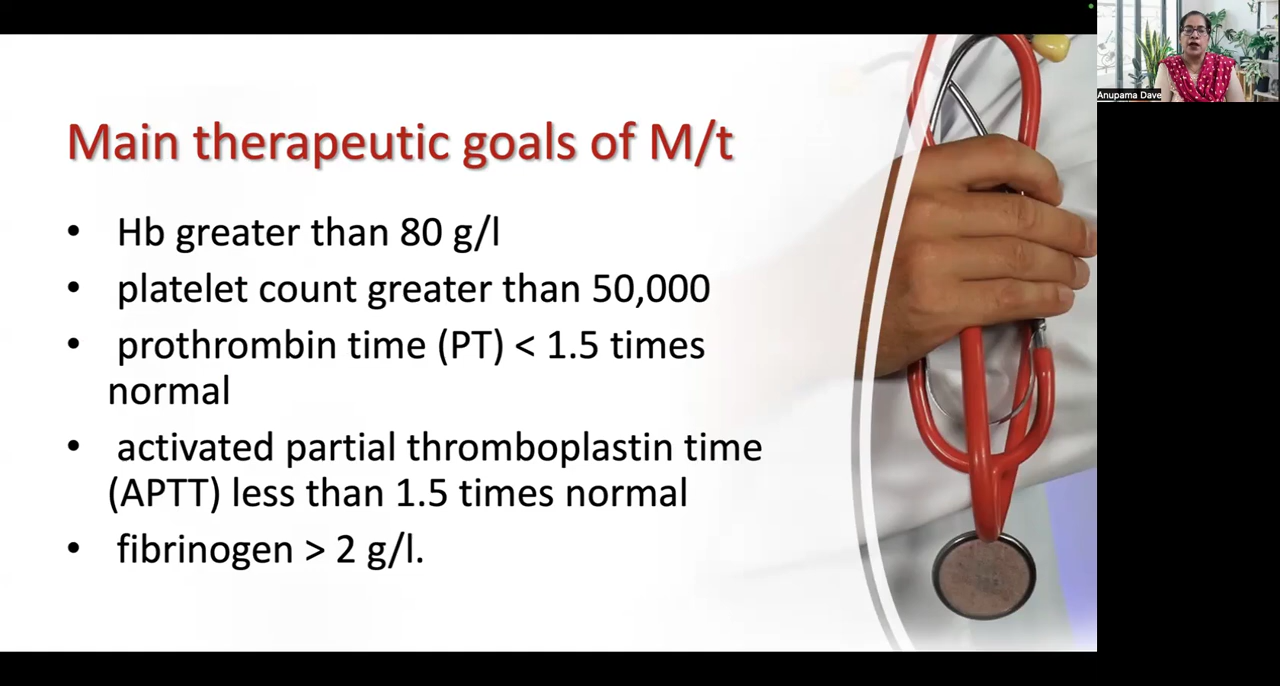 Anupama Dave
Main therapeutic goals of M/t
• Hb greater than 80 g/l
• platelet count greater than 50,000
• prothrombin time (PT) < 1.5 times
normal
• activated partial thromboplastin time
(APTT) less than 1.5 times normal
• fibrinogen > 2 g/l.